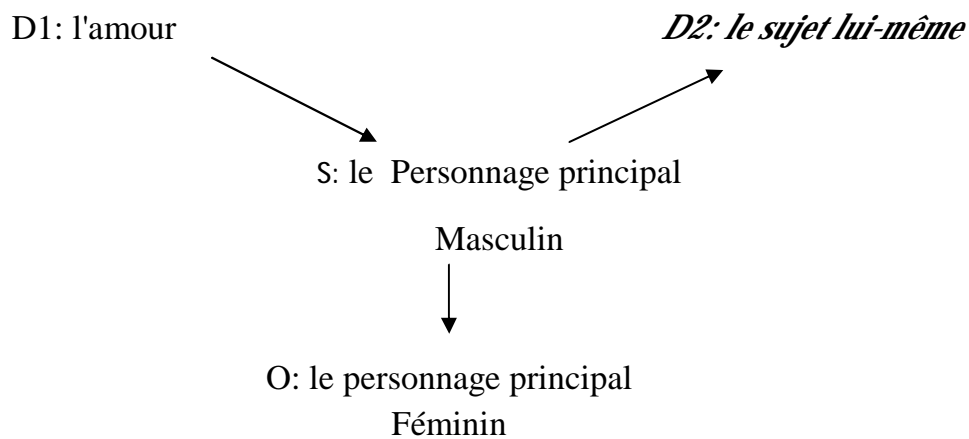 D1: l'amour
D2: le sujet lui-même
S: le Personnage principal
Masculin
O: le personnage principal
Féminin